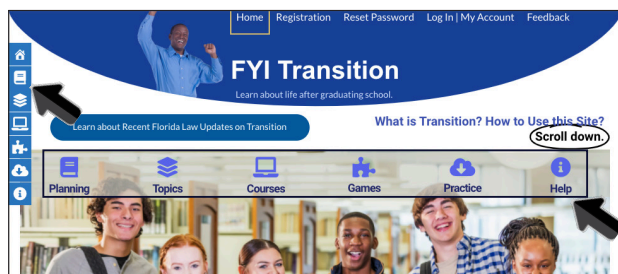 Home Registration Reset Password Log In | My Account Feedback
FYI Transition
Learn about life after graduating school.
Learn about Recent Florida Law Updates on Transition
What is Transition? How to Use this Site?
Scroll down.
Planning Topics Courses Games Practice Help